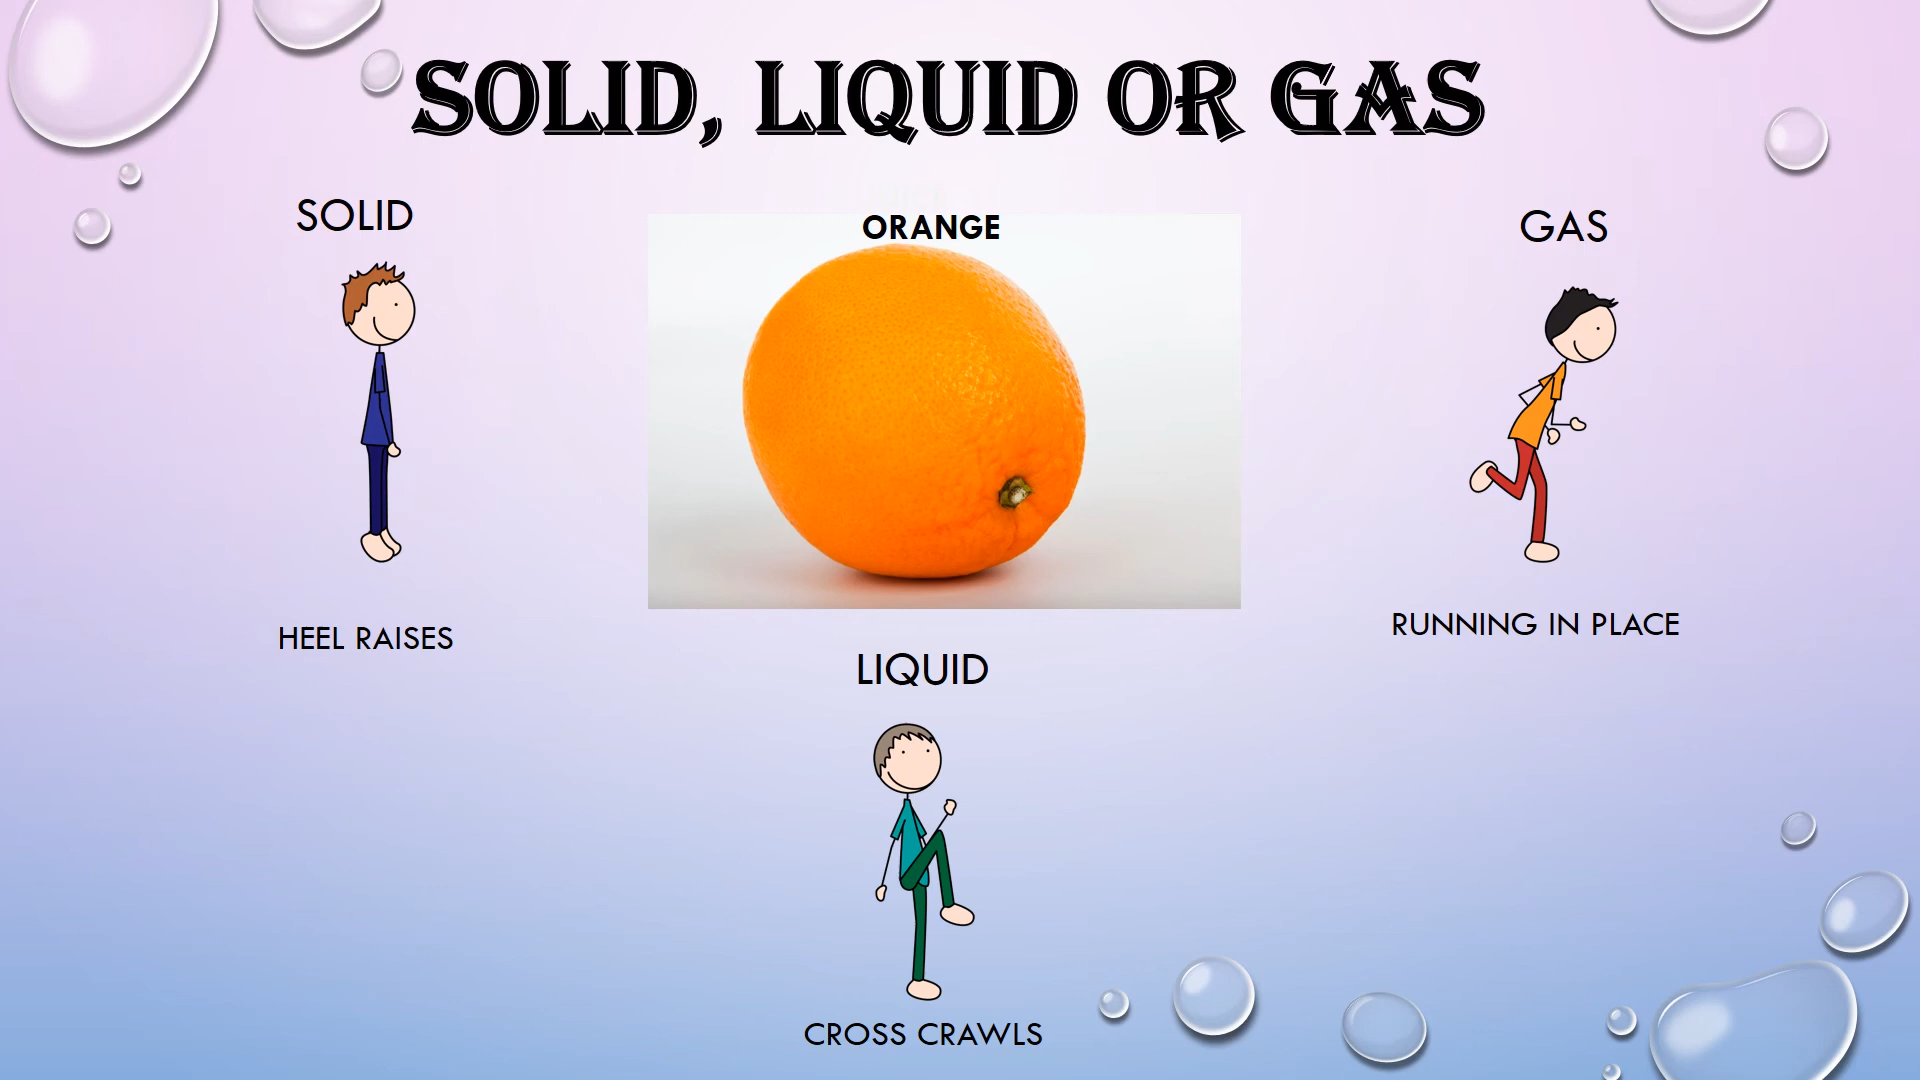 SOLID, LIQUID OR GAS
SOLID
ORANGE
GAS
HEEL RAISES
RUNNING IN PLACE
LIQUID
CROSS CRAWLS